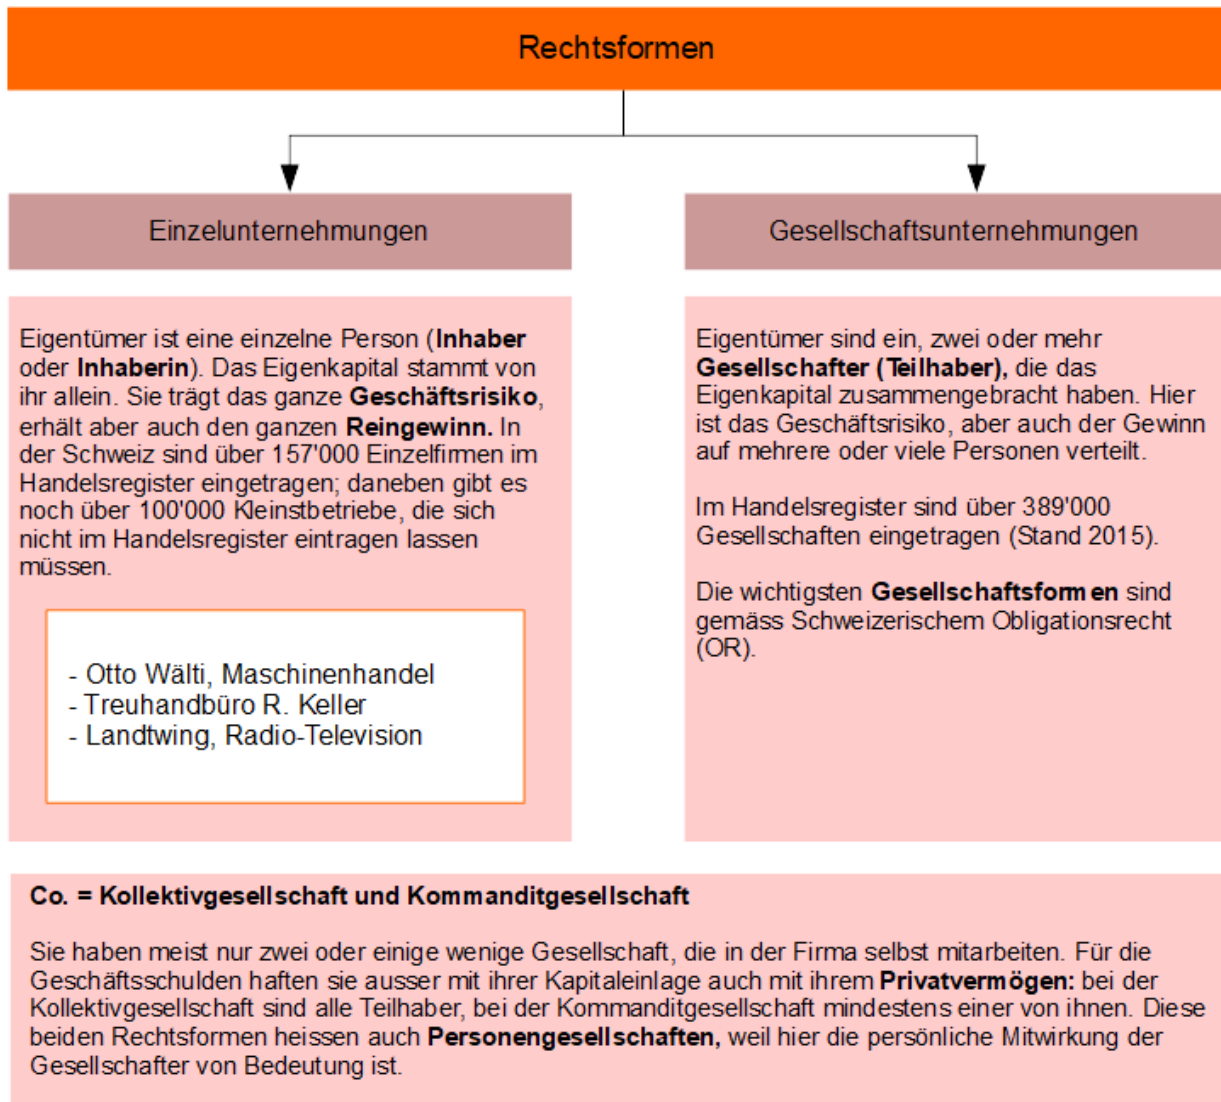 Rechtsformen
Einzelunternehmungen
Eigentümer ist eine einzelne Person (Inhaber
oder Inhaberin). Das Eigenkapital stammt von
ihr allein. Sie trägt das ganze Geschäftsrisiko,
erhält aber auch den ganzen Reingewinn. In
der Schweiz sind über 157'000 Einzelfirmen im
Handelsregister eingetragen; daneben gibt es
noch über 100'000 Kleinstbetriebe, die sich
nicht im Handelsregister eintragen lassen
müssen.
- Otto Wälti, Maschinenhandel
- Treuhandbüro R. Keller
- Landtwing, Radio-Television
Gesellschaftsunternehmungen
Eigentümer sind ein, zwei oder mehr
Gesellschafter (Teilhaber), die das
Eigenkapital zusammengebracht haben. Hier
ist das Geschäftsrisiko, aber auch der Gewinn
auf mehrere oder viele Personen verteilt.
Im Handelsregister sind über 389'000
Gesellschaften eingetragen (Stand 2015).
Die wichtigsten Gesellschaftsformen sind
gemäss Schweizerischem Obligationsrecht
(OR).
Co. = Kollektivgesellschaft und Kommanditgesellschaft
Sie haben meist nur zwei oder einige wenige Gesellschaft, die in der Firma selbst mitarbeiten. Für die
Geschäftsschulden haften sie ausser mit ihrer Kapitaleinlage auch mit ihrem Privatvermögen: bei der
Kollektivgesellschaft sind alle Teilhaber, bei der Kommanditgesellschaft mindestens einer von ihnen. Diese
beiden Rechtsformen heissen auch Personengesellschaften, weil hier die persönliche Mitwirkung der
Gesellschafter von Bedeutung ist.